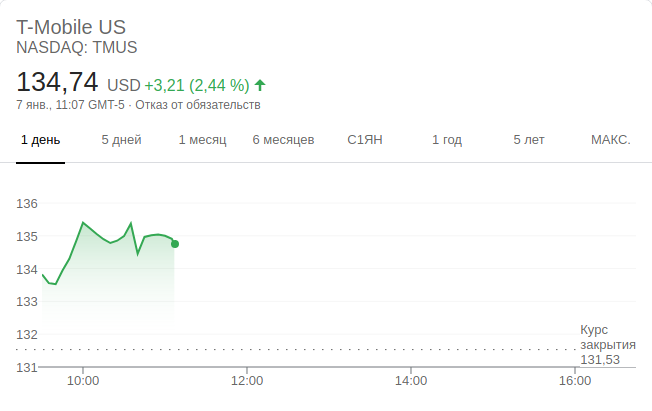 T-Mobile US
NASDAQ: TMUS
134,74 USD +3,21 (2,44 %)
7 янв., 11:07 GMT-5 · Отказ от обязательств
1 день 5 дней 1 месяц 6 месяцев С1ЯН 1 год 5 лет МАКС.
136
135
134
133
132
131
Курс
закрытия
131,53
10:00 12:00 14:00 16:00